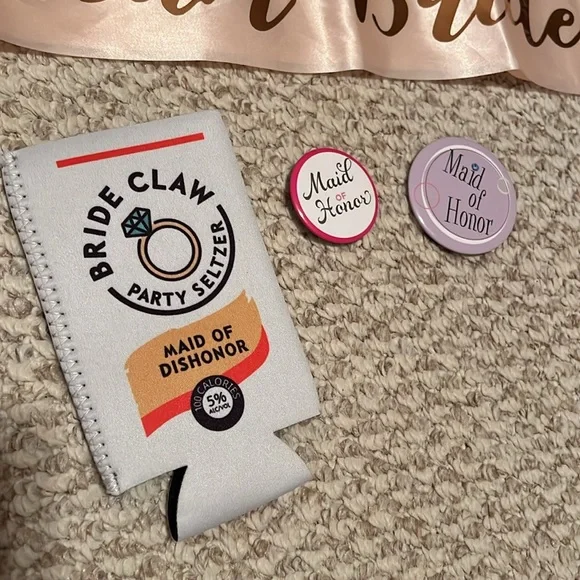 Bride
BRIDE CLAW
PARTY SELTZER
MAID OF
DISHONOR
100 CALORIES
5%
ALC/VOL
Maid
OF
Honor
Maid
of
Honor